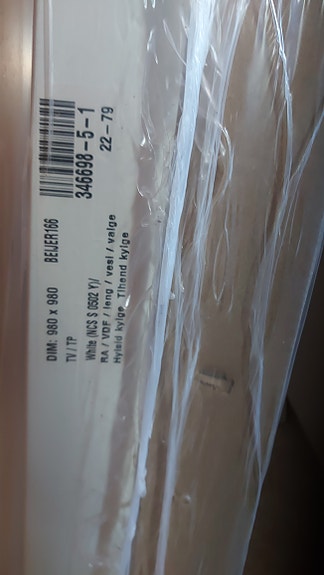 346698-5-1
22-79
DIM: 980 x 980 BEIJER166
TV / TP
White (NCS S 0502 Y)/
RA / VDF / leng / vesi / valge
Hylsid kylge Tihend kylge